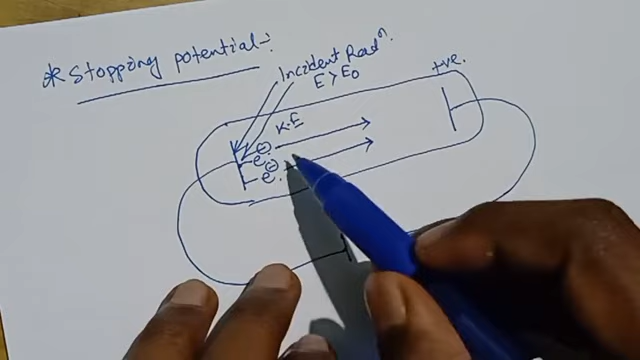 * Stopping potential :-
Incident Radⁿ.
E > E₀
+ve.
K.E
e⊖
e⊖